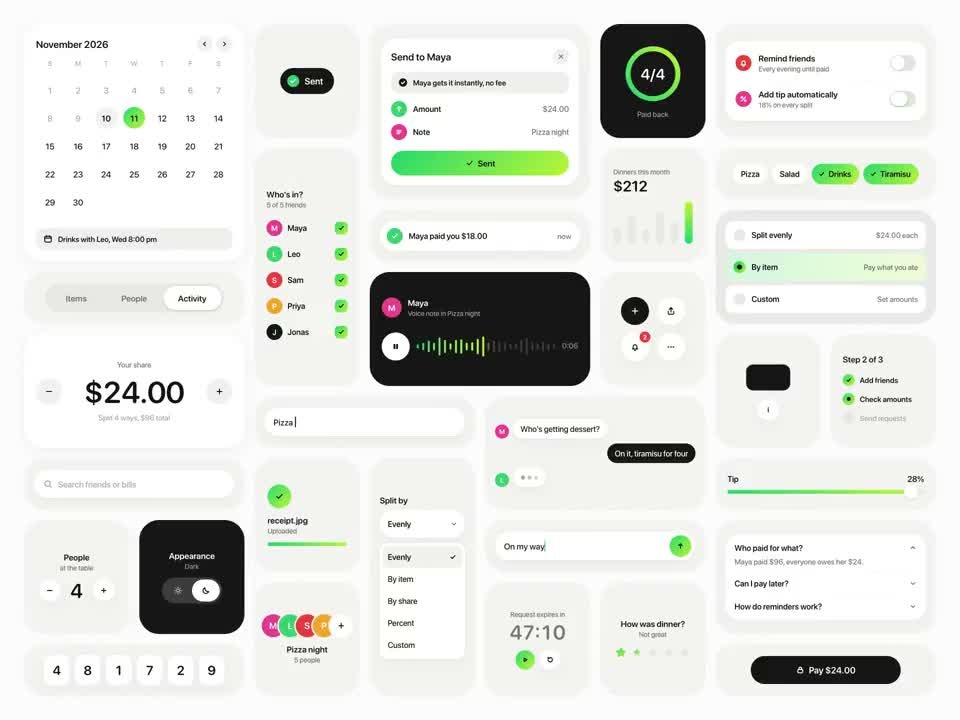 November 2026
S M T W T F S
1 2 3 4 5 6 7
8 9 10 11 12 13 14
15 16 17 18 19 20 21
22 23 24 25 26 27 28
29 30
Drinks with Leo, Wed 8:00 pm
Items People Activity
Your share
− $24.00 +
Split 4 ways, $96 total
Search friends or bills
People
at the table
− 4 +
Appearance
Dark
4 8 1 7 2 9
Sent
Who's in?
5 of 5 friends
M Maya
L Leo
S Sam
P Priya
J Jonas
Send to Maya
Maya gets it instantly, no fee
Amount $24.00
Note Pizza night
Sent
Maya paid you $18.00 now
M Maya
Voice note in Pizza night
0:06
4/4
Paid back
Dinners this month
$212
2
Remind friends
Every evening until paid
Add tip automatically
18% on every split
Pizza Salad Drinks Tiramisu
Split evenly $24.00 each
By item Pay what you ate
Custom Set amounts
i
Step 2 of 3
Add friends
Check amounts
Send requests
Pizza
receipt.jpg
Uploaded
M L S P +
Pizza night
5 people
Split by
Evenly
Evenly
By item
By share
Percent
Custom
M Who's getting dessert?
On it, tiramisu for four
L
On my way
Request expires in
47:10
How was dinner?
Not great
Tip 28%
Who paid for what?
Maya paid $96, everyone owes her $24.
Can I pay later?
How do reminders work?
Pay $24.00